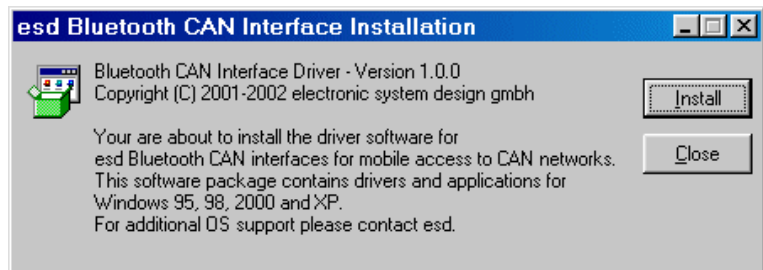 esd Bluetooth CAN Interface Installation
Bluetooth CAN Interface Driver - Version 1.0.0
Copyright (C) 2001-2002 electronic system design gmbh
Install
Your are about to install the driver software for
esd Bluetooth CAN interfaces for mobile access to CAN networks.
This software package contains drivers and applications for
Windows 95, 98, 2000 and XP.
For additional OS support please contact esd.
Close